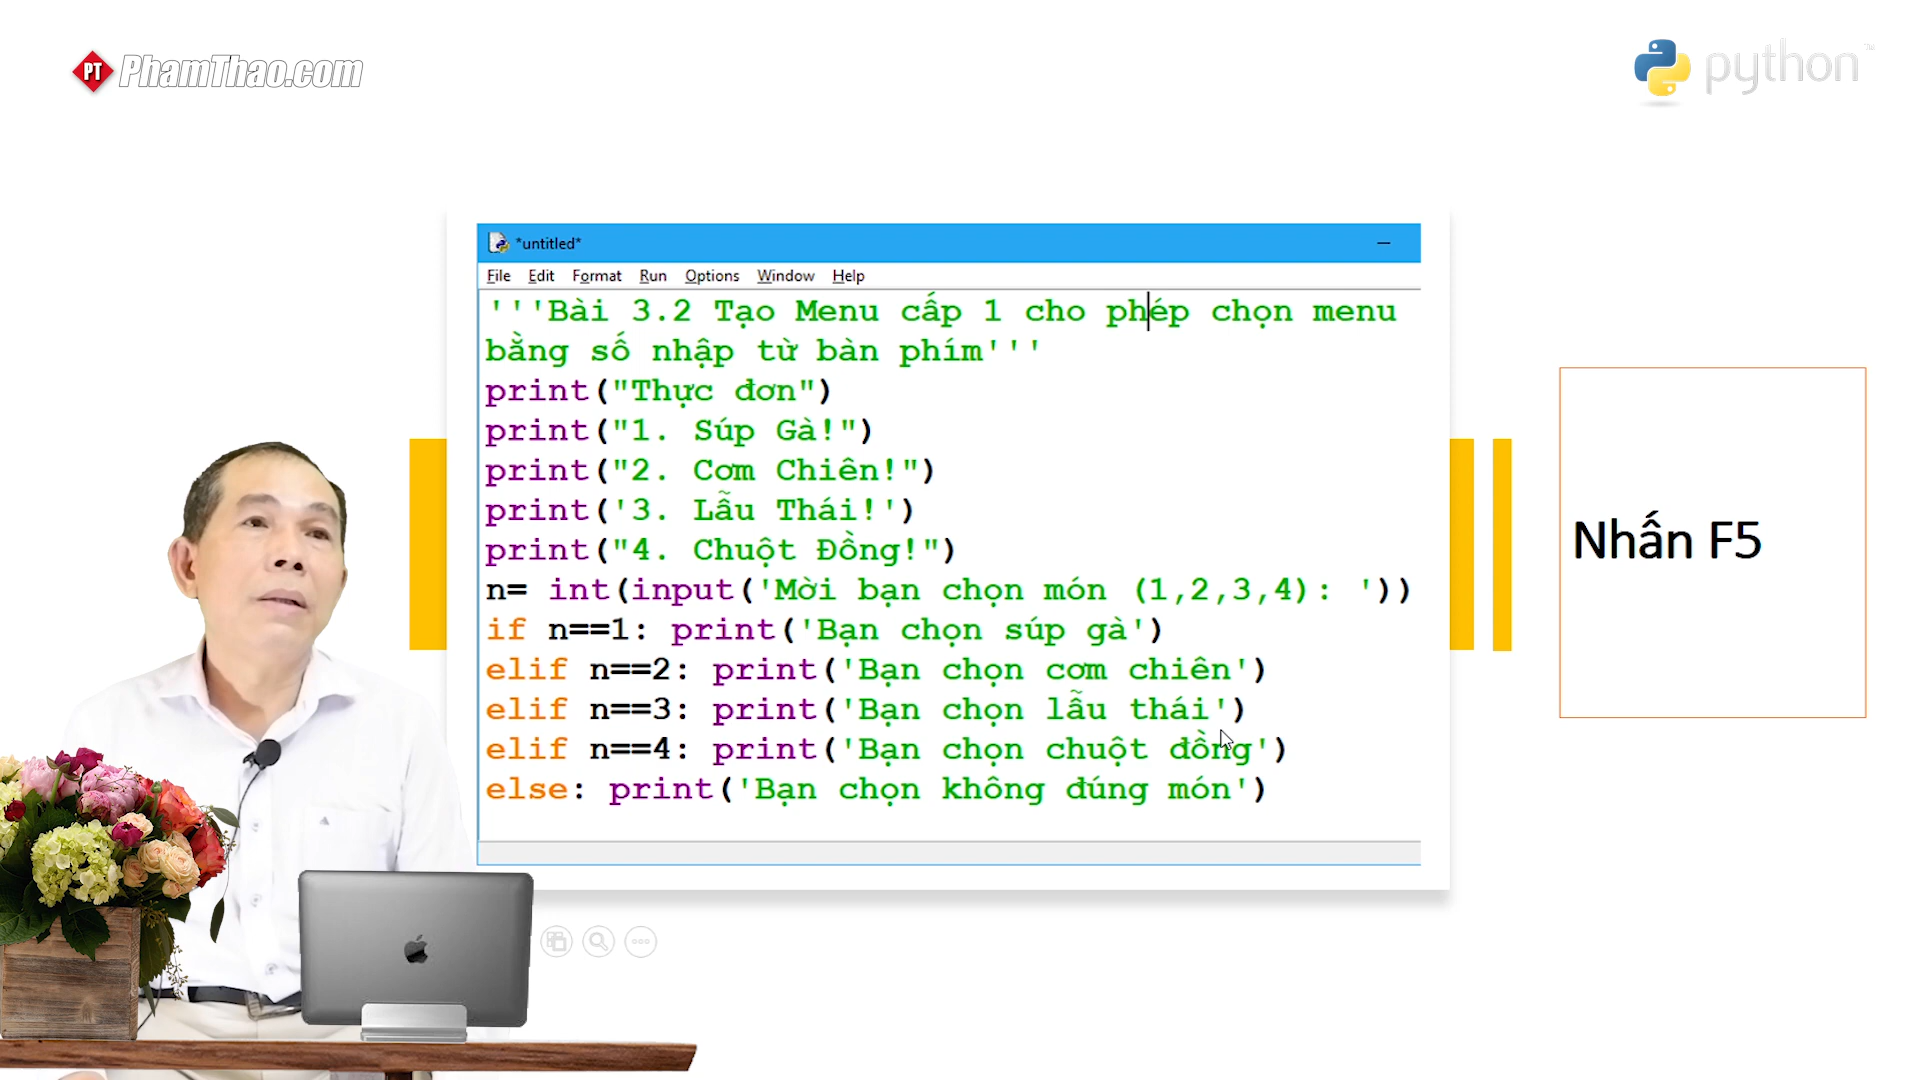 PT PhamThao.com
python™
*untitled*
File Edit Format Run Options Window Help
'''Bài 3.2 Tạo Menu cấp 1 cho phép chọn menu
bằng số nhập từ bàn phím'''
print("Thực đơn")
print("1. Súp Gà!")
print("2. Cơm Chiên!")
print('3. Lẫu Thái!')
print("4. Chuột Đồng!")
n= int(input('Mời bạn chọn món (1,2,3,4): '))
if n==1: print('Bạn chọn súp gà')
elif n==2: print('Bạn chọn cơm chiên')
elif n==3: print('Bạn chọn lẫu thái')
elif n==4: print('Bạn chọn chuột đồng')
else: print('Bạn chọn không đúng món')
Nhấn F5